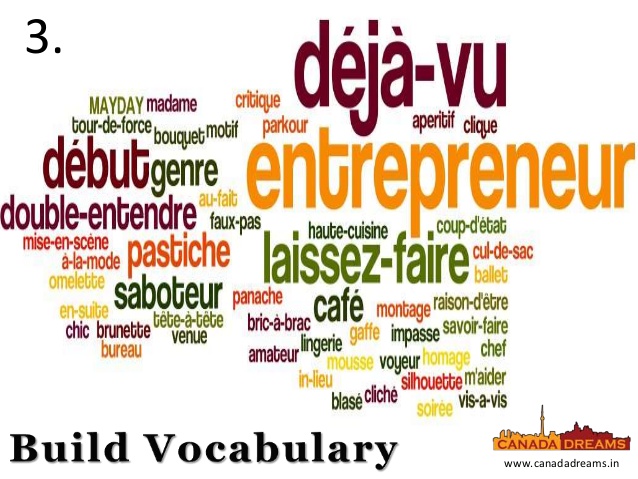 3.
déjà-vu
MAYDAY madame critique
tour-de-force bouquet motif parkour aperitif clique
début genre entrepreneur
au-fait
double-entendre faux-pas haute-cuisine coup-d'état
mise-en-scène pastiche laissez-faire cul-de-sac
à-la-mode ballet
omelette saboteur panache café montage raison-d'être
en-suite tête-à-tête bric-à-brac gaffe impasse savoir-faire
chic brunette venue lingerie chef
bureau amateur mousse voyeur homage
in-lieu silhouette m'aider
blasé cliché soirée vis-a-vis
Build Vocabulary
CANADA DREAMS
www.canadadreams.in